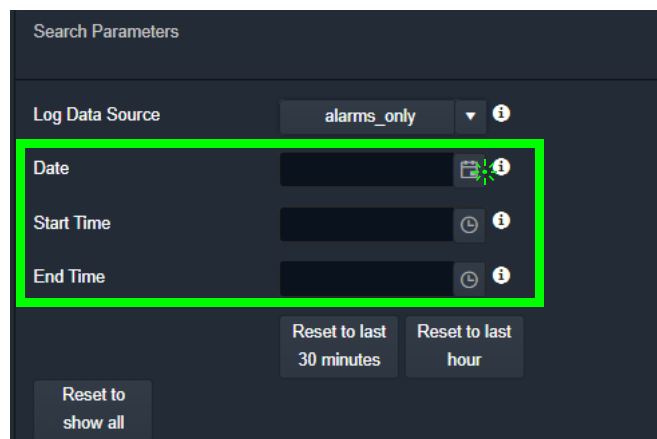 Search Parameters
Log Data Source
alarms_only
Date
Start Time
End Time
Reset to last
30 minutes
Reset to last
hour
Reset to
show all